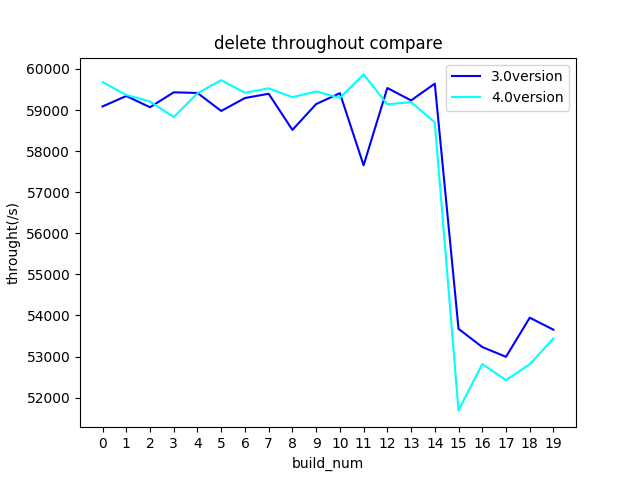 delete throughout compare
3.0version
4.0version
60000
59000
58000
57000
56000
55000
54000
53000
52000
throught(/s)
0 1 2 3 4 5 6 7 8 9 10 11 12 13 14 15 16 17 18 19
build_num